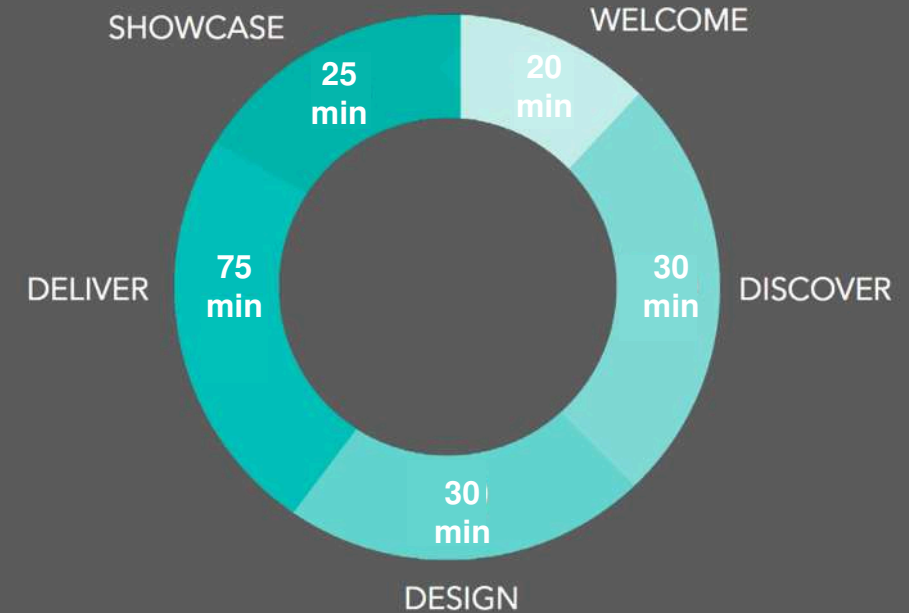 SHOWCASE
WELCOME
25
min
20
min
DELIVER
75
min
30
min
DISCOVER
30
min
DESIGN